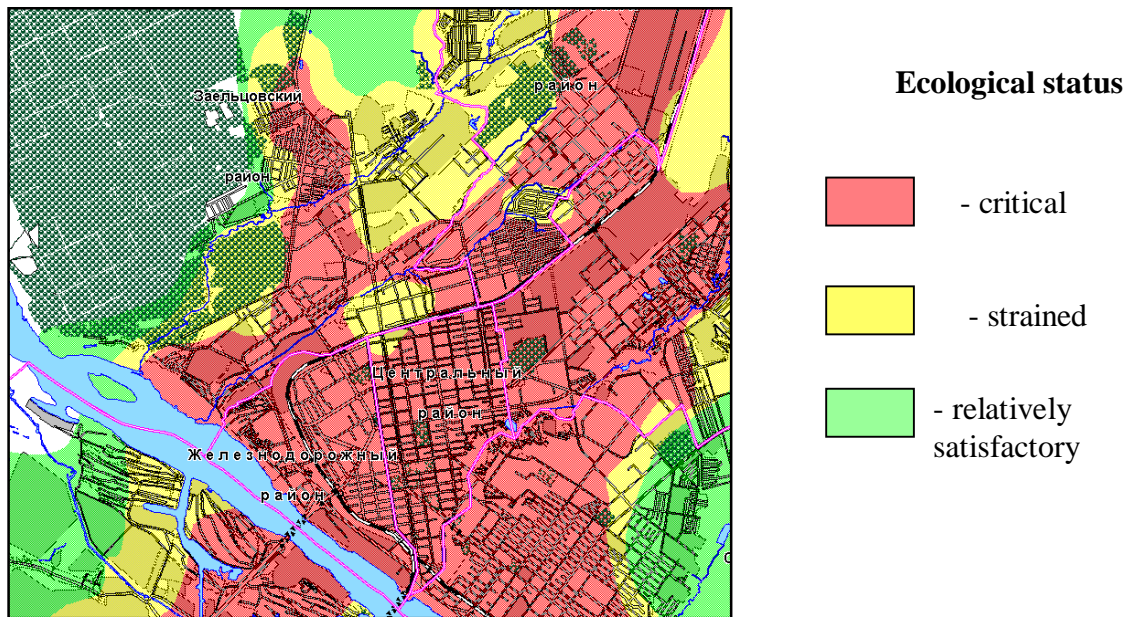 Ecological status
- critical
- strained
- relatively
satisfactory
Заельцовский
район
район
Центральный
район
Железнодорожный
район